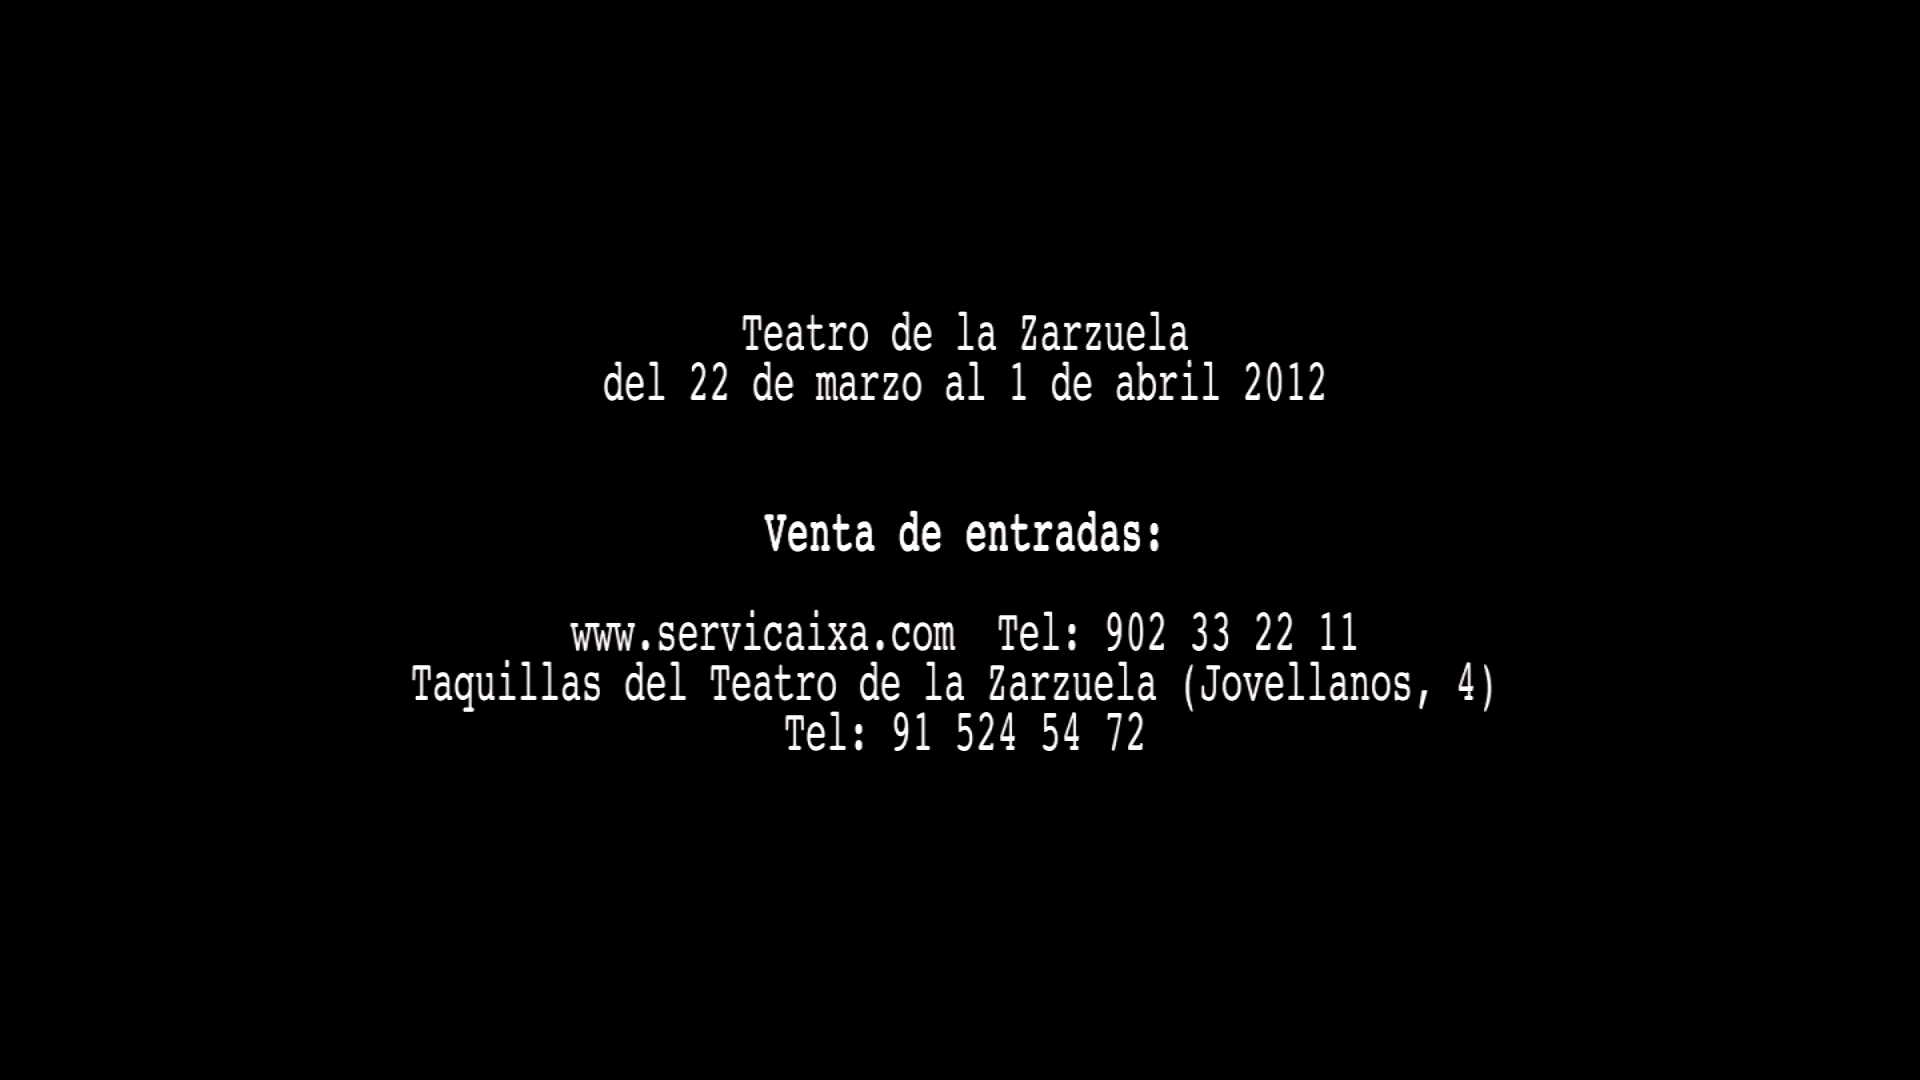 Teatro de la Zarzuela
del 22 de marzo al 1 de abril 2012
Venta de entradas:
www.servicaixa.com  Tel: 902 33 22 11
Taquillas del Teatro de la Zarzuela (Jovellanos, 4)
Tel: 91 524 54 72